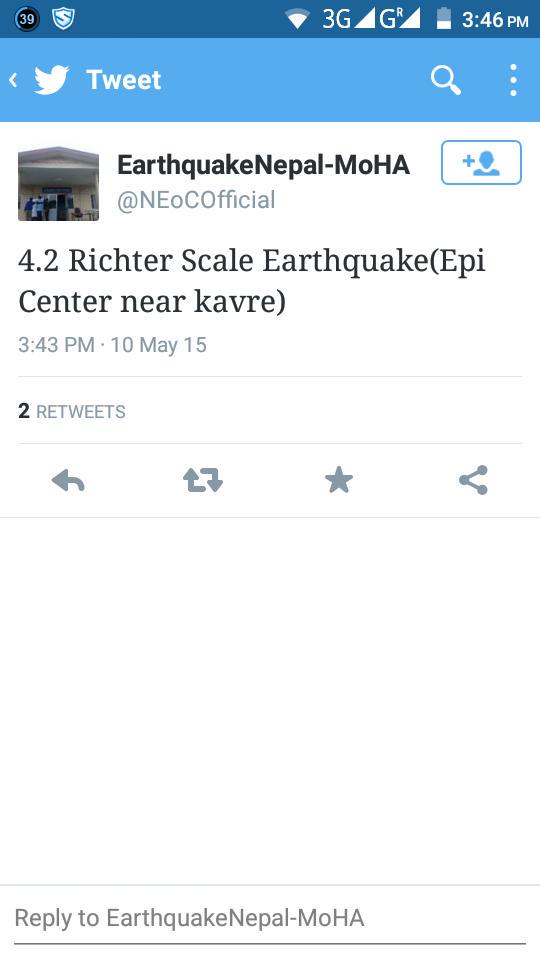 39 3G G R 3:46 PM
Tweet
EarthquakeNepal-MoHA
@NEoCOfficial
4.2 Richter Scale Earthquake(Epi
Center near kavre)
3:43 PM · 10 May 15
2 RETWEETS
Reply to EarthquakeNepal-MoHA